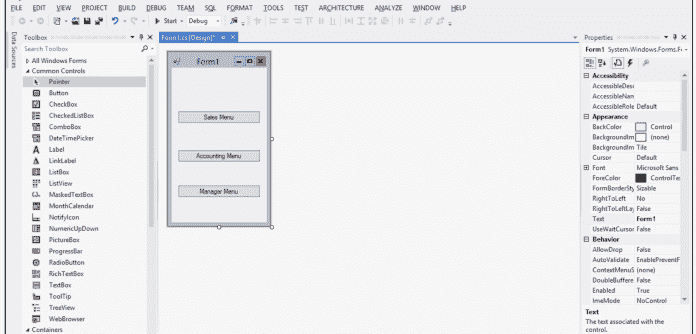 FILE EDIT VIEW PROJECT BUILD DEBUG TEAM SQL FORMAT TOOLS TEST ARCHITECTURE ANALYZE WINDOW HELP
Start Debug
Data Sources
Toolbox
Search Toolbox
All Windows Forms
Common Controls
Pointer
Button
CheckBox
CheckedListBox
ComboBox
DateTimePicker
Label
LinkLabel
ListBox
ListView
MaskedTextBox
MonthCalendar
NotifyIcon
NumericUpDown
PictureBox
ProgressBar
RadioButton
RichTextBox
TextBox
ToolTip
TreeView
WebBrowser
Containers
Form1.cs [Design]*
Form1
Sales Menu
Accounting Menu
Manager Menu
Properties
Form1 System.Windows.Forms.F
Accessibility
AccessibleDes
AccessibleNan
AccessibleRole Default
Appearance
BackColor Control
BackgroundIm (none)
BackgroundIm Tile
Cursor Default
Font Microsoft Sans
ForeColor ControlTe
FormBorderSty Sizable
RightToLeft No
RightToLeftLay False
Text Form1
UseWaitCursor False
Behavior
AllowDrop False
AutoValidate EnablePreventF
ContextMenuS (none)
DoubleBuffere False
Enabled True
ImeMode NoControl
Text
The text associated with the
control.